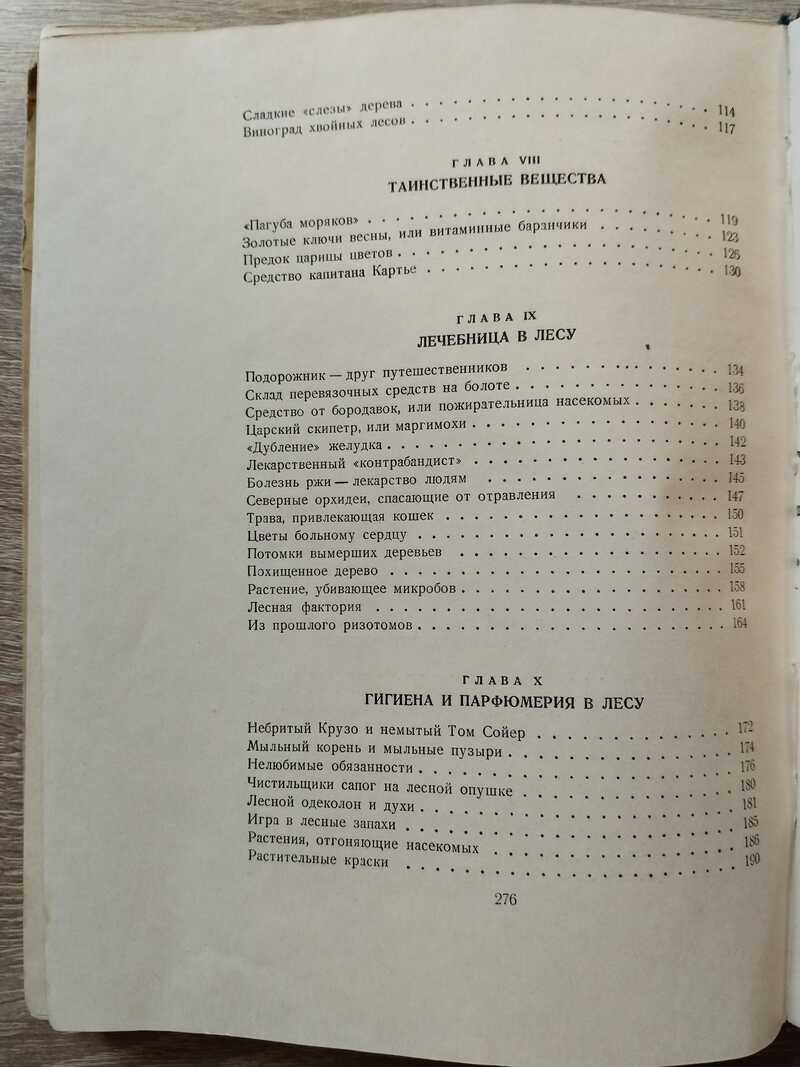 Сладкие «слезы» дерева . . . . . . . . . . . . . . . . . . . . 114
Виноград хвойных лесов . . . . . . . . . . . . . . . . . . . . 117
ГЛАВА VIII
ТАИНСТВЕННЫЕ ВЕЩЕСТВА
«Пагуба моряков» . . . . . . . . . . . . . . . . . . . . . . . 119
Золотые ключи весны, или витаминные баранчики . . . . . . . . 123
Предок царицы цветов . . . . . . . . . . . . . . . . . . . . . 126
Средство капитана Картье . . . . . . . . . . . . . . . . . . . 130
ГЛАВА IX
ЛЕЧЕБНИЦА В ЛЕСУ
Подорожник — друг путешественников . . . . . . . . . . . . . 134
Склад перевязочных средств на болоте . . . . . . . . . . . . . 136
Средство от бородавок, или пожирательница насекомых . . . . . 138
Царский скипетр, или маргимохи . . . . . . . . . . . . . . . . 140
«Дубление» желудка . . . . . . . . . . . . . . . . . . . . . . 142
Лекарственный «контрабандист» . . . . . . . . . . . . . . . . 143
Болезнь ржи — лекарство людям . . . . . . . . . . . . . . . . 145
Северные орхидеи, спасающие от отравления . . . . . . . . . . 147
Трава, привлекающая кошек . . . . . . . . . . . . . . . . . . 150
Цветы больному сердцу . . . . . . . . . . . . . . . . . . . . 151
Потомки вымерших деревьев . . . . . . . . . . . . . . . . . . 152
Похищенное дерево . . . . . . . . . . . . . . . . . . . . . . 155
Растение, убивающее микробов . . . . . . . . . . . . . . . . . 158
Лесная фактория . . . . . . . . . . . . . . . . . . . . . . . 161
Из прошлого ризотомов . . . . . . . . . . . . . . . . . . . . 164
ГЛАВА X
ГИГИЕНА И ПАРФЮМЕРИЯ В ЛЕСУ
Небритый Крузо и немытый Том Сойер . . . . . . . . . . . . . . 172
Мыльный корень и мыльные пузыри . . . . . . . . . . . . . . . 174
Нелюбимые обязанности . . . . . . . . . . . . . . . . . . . . 176
Чистильщики сапог на лесной опушке . . . . . . . . . . . . . . 180
Лесной одеколон и духи . . . . . . . . . . . . . . . . . . . . 181
Игра в лесные запахи . . . . . . . . . . . . . . . . . . . . . 185
Растения, отгоняющие насекомых . . . . . . . . . . . . . . . . 186
Растительные краски . . . . . . . . . . . . . . . . . . . . . 190
276